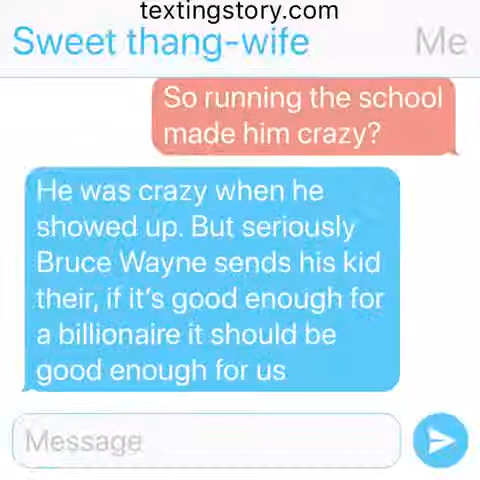 textingstory.com
Sweet thang-wife
Me
So running the school
made him crazy?
He was crazy when he
showed up. But seriously
Bruce Wayne sends his kid
their, if it's good enough for
a billionaire it should be
good enough for us
Message